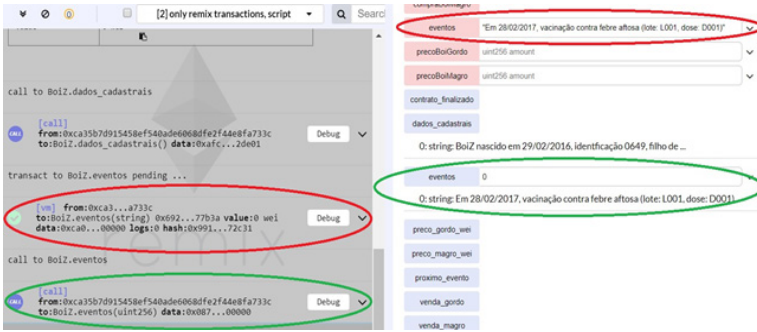 [2] only remix transactions, script
Searc
call to BoiZ.dados_cadastrais
[call]
CALL
from:0xca35b7d915458ef540ade6068dfe2f44e8fa733c
to:BoiZ.dados_cadastrais() data:0xafc...2de01
Debug
transact to BoiZ.eventos pending ...
[vm] from:0xca3...a733c
to:BoiZ.eventos(string) 0x692...77b3a value:0 wei
data:0xca0...00000 logs:0 hash:0x991...72c31
Debug
remix
call to BoiZ.eventos
[call]
CALL
from:0xca35b7d915458ef540ade6068dfe2f44e8fa733c
to:BoiZ.eventos(uint256) data:0x087...00000
Debug
compraBoiMagro
eventos
"Em 28/02/2017, vacinação contra febre aftosa (lote: L001, dose: D001)"
precoBoiGordo
uint256 amount
precoBoiMagro
uint256 amount
contrato_finalizado
dados_cadastrais
0: string: BoiZ nascido em 29/02/2016, identficação 0649, filho de ...
eventos
0
0: string: Em 28/02/2017, vacinação contra febre aftosa (lote: L001, dose: D001)
preco_gordo_wei
preco_magro_wei
proximo_evento
venda_gordo
venda_magro